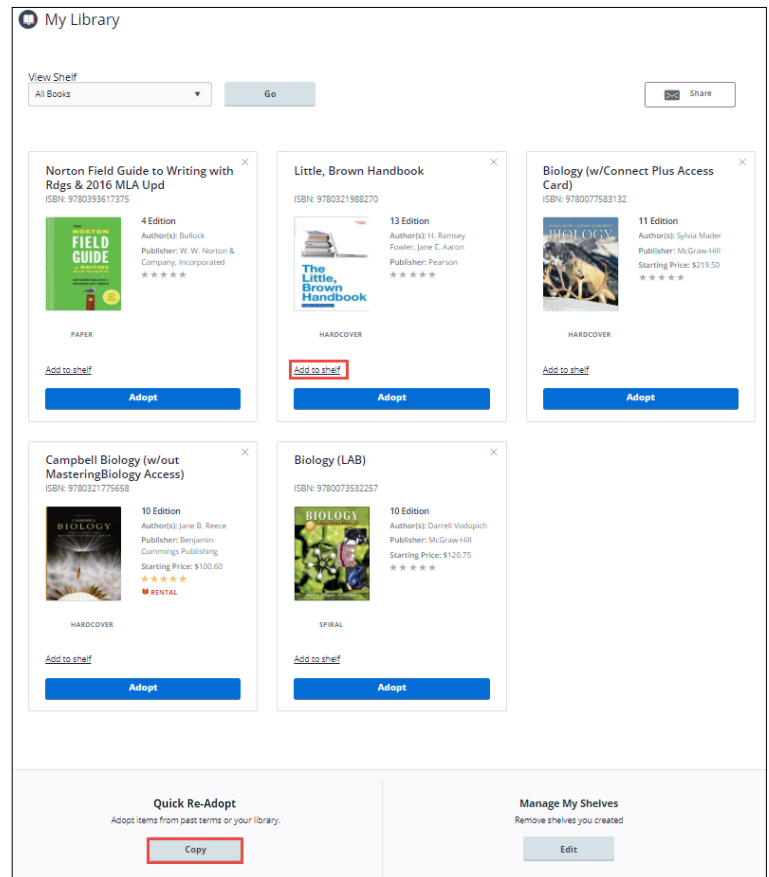 My Library
View Shelf
All Books
Go
Share
Norton Field Guide to Writing with
Rdgs & 2016 MLA Upd
ISBN: 9780393617375
THE
NORTON
FIELD
GUIDE
4 Edition
Author(s): Bullock
Publisher: W. W. Norton &
Company, Incorporated
PAPER
Add to shelf
Adopt
Little, Brown Handbook
ISBN: 9780321988270
The
Little,
Brown
Handbook
13 Edition
Author(s): H. Ramsey
Fowler, Jane E. Aaron
Publisher: Pearson
HARDCOVER
Add to shelf
Adopt
Biology (w/Connect Plus Access
Card)
ISBN: 9780077583132
BIOLOGY
11 Edition
Author(s): Sylvia Mader
Publisher: McGraw-Hill
Starting Price: $219.50
HARDCOVER
Add to shelf
Adopt
Campbell Biology (w/out
MasteringBiology Access)
ISBN: 9780321775658
CAMPBELL
BIOLOGY
10 Edition
Author(s): Jane B. Reece
Publisher: Benjamin-
Cummings Publishing
Starting Price: $100.60
RENTAL
HARDCOVER
Add to shelf
Adopt
Biology (LAB)
ISBN: 9780073532257
BIOLOGY
10 Edition
Author(s): Darrell Vodopich
Publisher: McGraw-Hill
Starting Price: $120.75
SPIRAL
Add to shelf
Adopt
Quick Re-Adopt
Adopt items from past terms or your library.
Copy
Manage My Shelves
Remove shelves you created
Edit